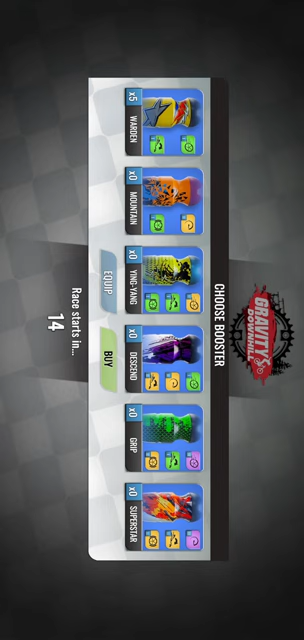 GRAVITY
DOWNHILL
CHOOSE BOOSTER
x5
WARDEN
x0
MOUNTAIN
x0
YING-YANG
x0
DESCEND
x0
GRIP
x0
SUPERSTAR
EQUIP
BUY
Race starts in...
14